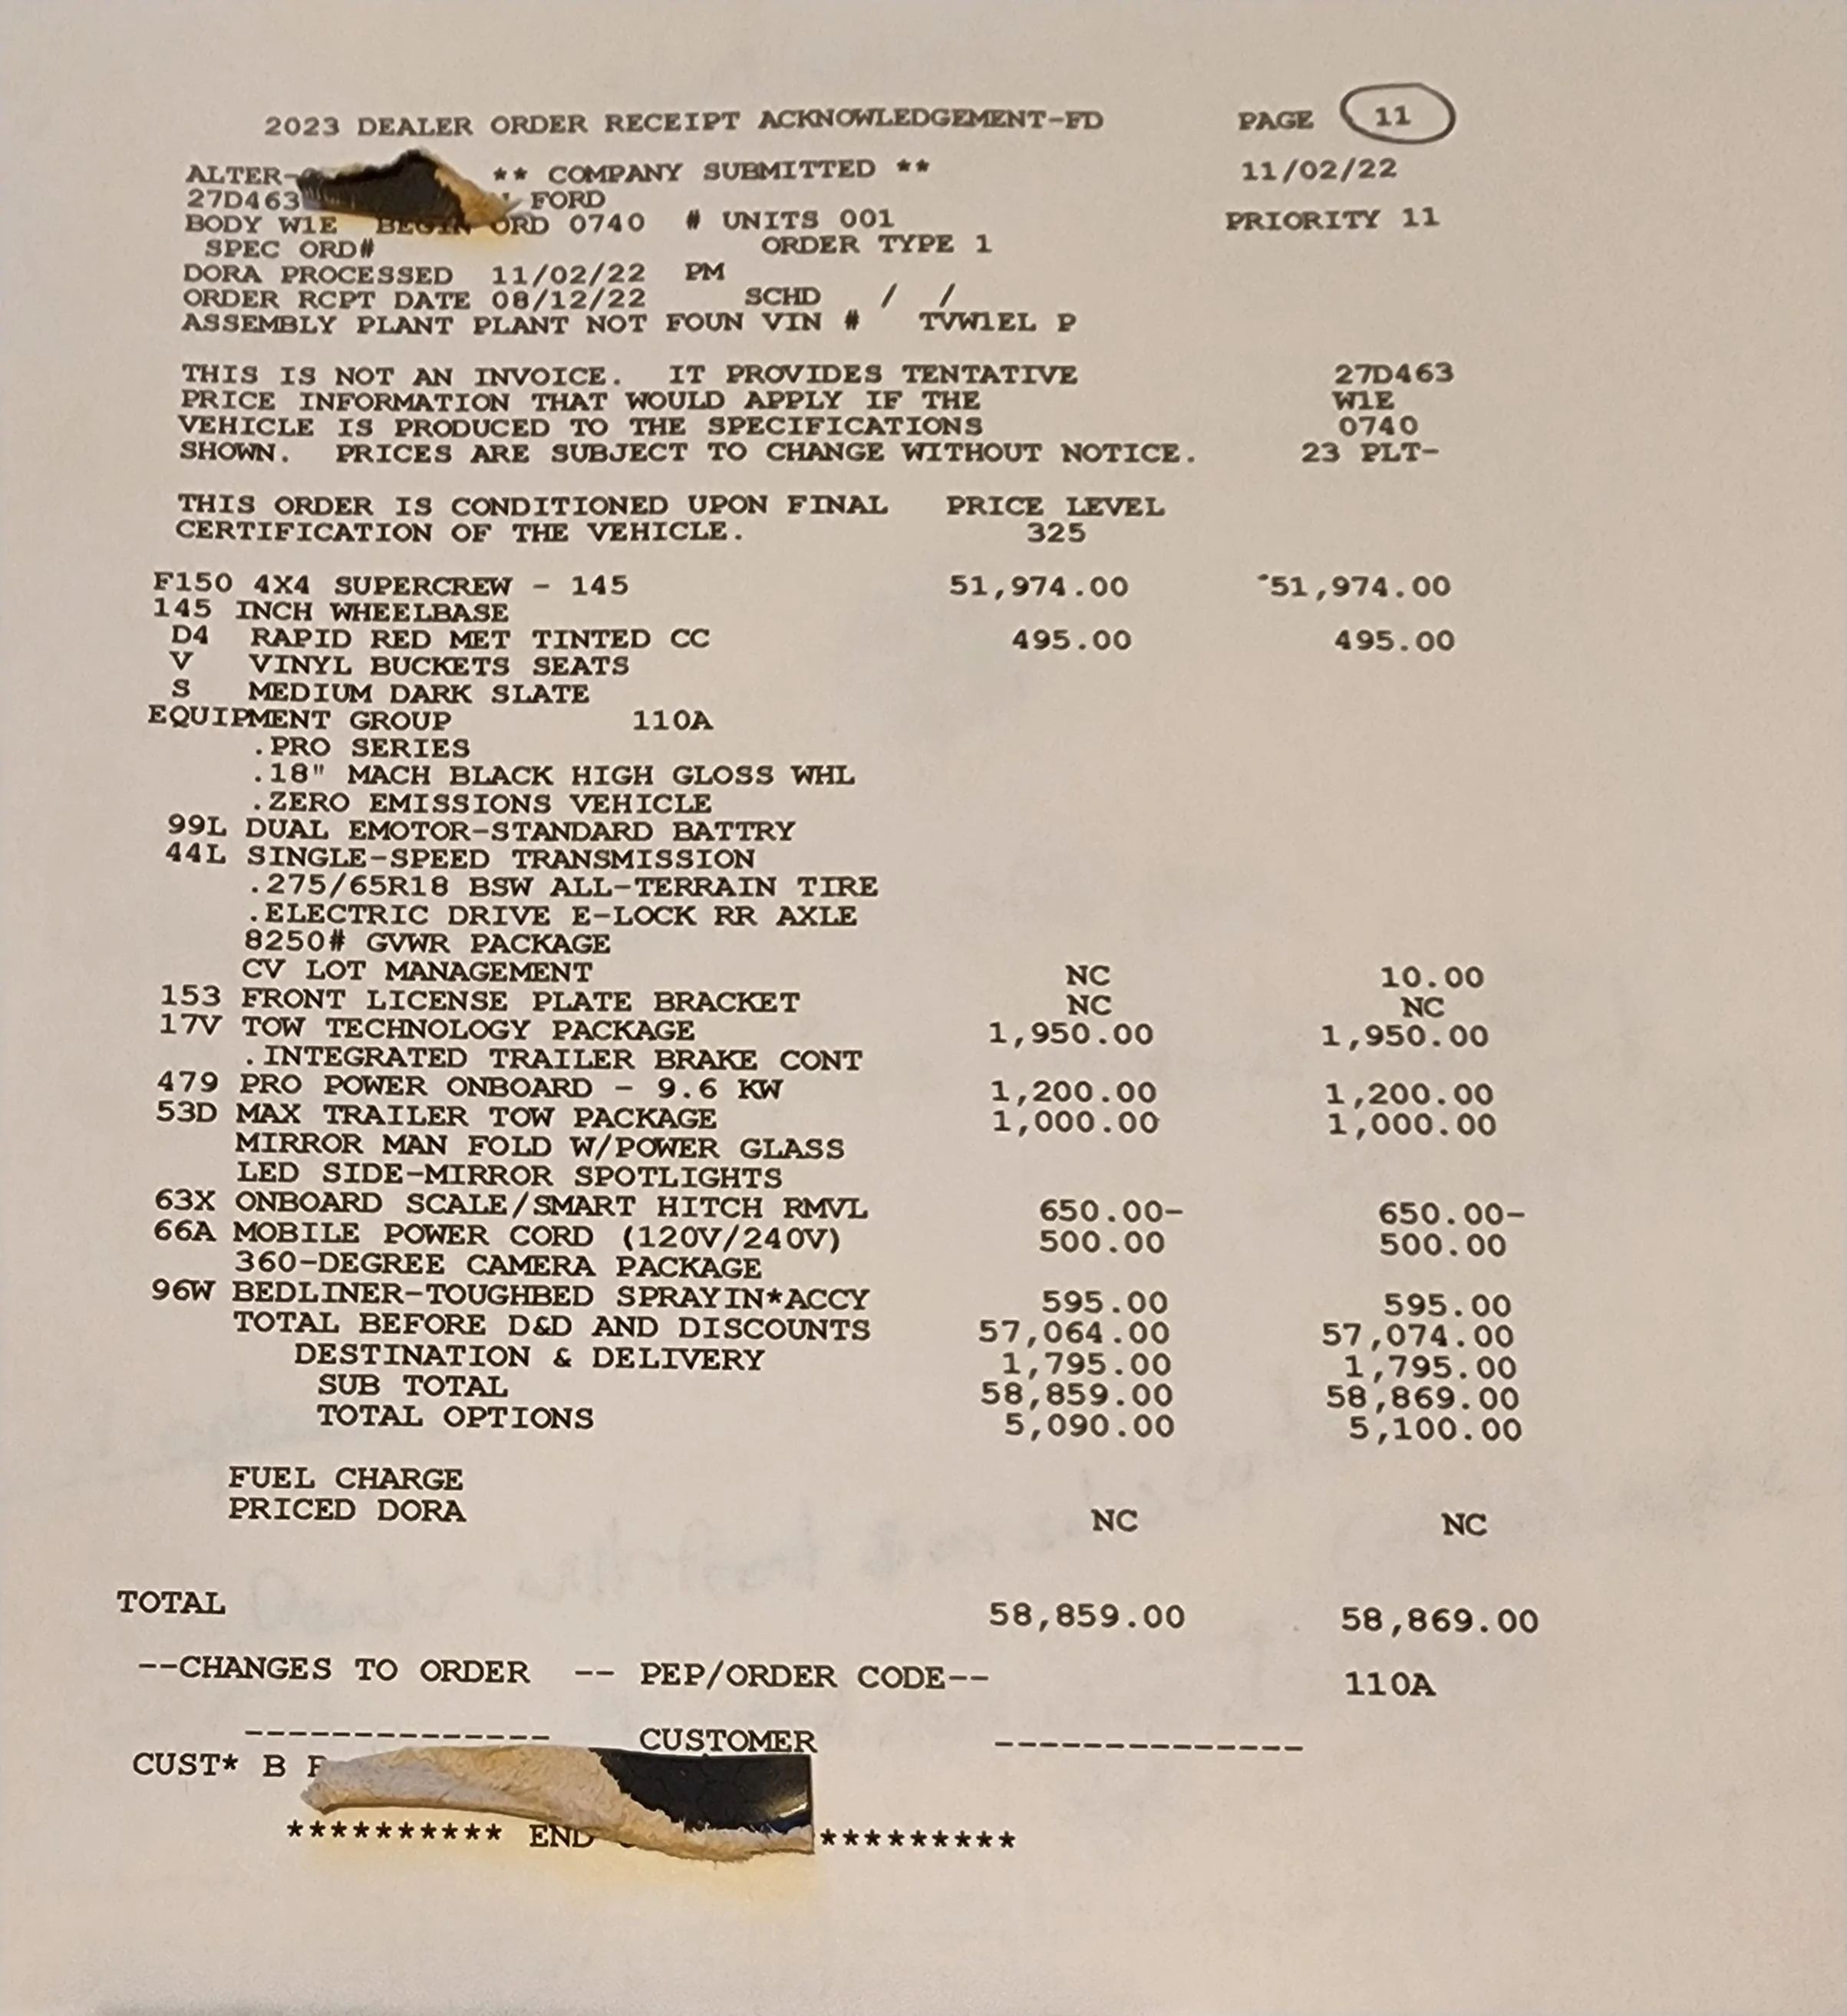 2023 DEALER ORDER RECEIPT ACKNOWLEDGEMENT-FD PAGE 11
ALTER- ** COMPANY SUBMITTED ** 11/02/22
27D463 FORD
BODY W1E BEGIN ORD 0740 # UNITS 001 PRIORITY 11
SPEC ORD# ORDER TYPE 1
DORA PROCESSED 11/02/22 PM
ORDER RCPT DATE 08/12/22 SCHD / /
ASSEMBLY PLANT PLANT NOT FOUN VIN # TVW1EL P
THIS IS NOT AN INVOICE. IT PROVIDES TENTATIVE 27D463
PRICE INFORMATION THAT WOULD APPLY IF THE W1E
VEHICLE IS PRODUCED TO THE SPECIFICATIONS 0740
SHOWN. PRICES ARE SUBJECT TO CHANGE WITHOUT NOTICE. 23 PLT-
THIS ORDER IS CONDITIONED UPON FINAL PRICE LEVEL
CERTIFICATION OF THE VEHICLE. 325
F150 4X4 SUPERCREW - 145 51,974.00 51,974.00
145 INCH WHEELBASE
D4 RAPID RED MET TINTED CC 495.00 495.00
V VINYL BUCKETS SEATS
S MEDIUM DARK SLATE
EQUIPMENT GROUP 110A
.PRO SERIES
.18" MACH BLACK HIGH GLOSS WHL
.ZERO EMISSIONS VEHICLE
99L DUAL EMOTOR-STANDARD BATTRY
44L SINGLE-SPEED TRANSMISSION
.275/65R18 BSW ALL-TERRAIN TIRE
.ELECTRIC DRIVE E-LOCK RR AXLE
8250# GVWR PACKAGE
CV LOT MANAGEMENT NC 10.00
153 FRONT LICENSE PLATE BRACKET NC NC
17V TOW TECHNOLOGY PACKAGE 1,950.00 1,950.00
.INTEGRATED TRAILER BRAKE CONT
479 PRO POWER ONBOARD - 9.6 KW 1,200.00 1,200.00
53D MAX TRAILER TOW PACKAGE 1,000.00 1,000.00
MIRROR MAN FOLD W/POWER GLASS
LED SIDE-MIRROR SPOTLIGHTS
63X ONBOARD SCALE/SMART HITCH RMVL 650.00- 650.00-
66A MOBILE POWER CORD (120V/240V) 500.00 500.00
360-DEGREE CAMERA PACKAGE
96W BEDLINER-TOUGHBED SPRAYIN*ACCY 595.00 595.00
TOTAL BEFORE D&D AND DISCOUNTS 57,064.00 57,074.00
DESTINATION & DELIVERY 1,795.00 1,795.00
SUB TOTAL 58,859.00 58,869.00
TOTAL OPTIONS 5,090.00 5,100.00
FUEL CHARGE
PRICED DORA NC NC
TOTAL 58,859.00 58,869.00
--CHANGES TO ORDER -- PEP/ORDER CODE-- 110A
-------------- CUSTOMER --------------
CUST* B
********** END *********